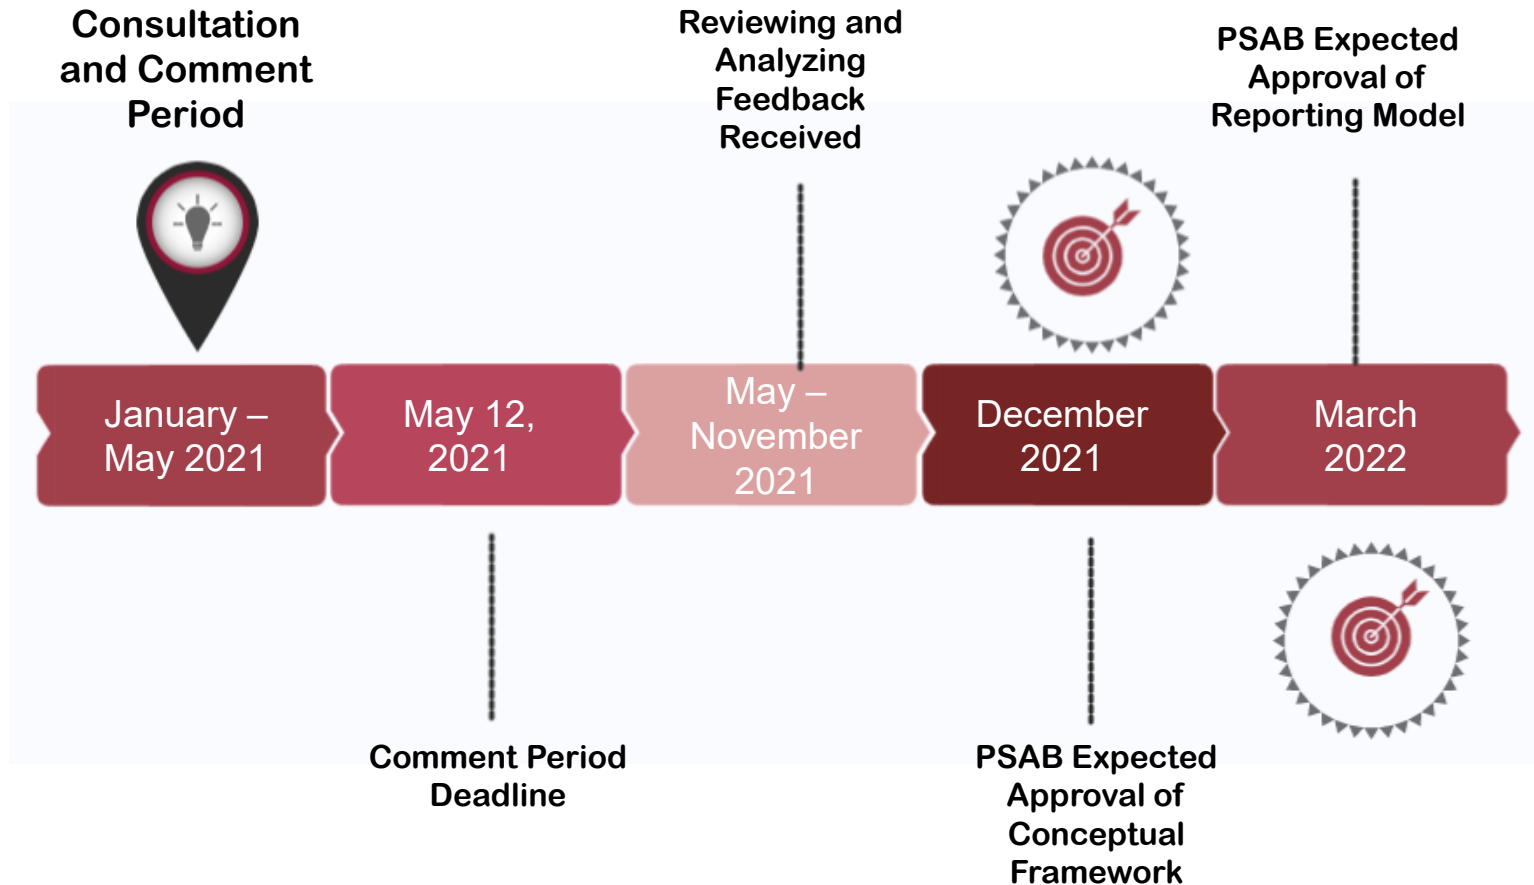 Consultation
and Comment
Period
Reviewing and
Analyzing
Feedback
Received
PSAB Expected
Approval of
Reporting Model
January –
May 2021
May 12,
2021
May –
November
2021
December
2021
March
2022
Comment Period
Deadline
PSAB Expected
Approval of
Conceptual
Framework